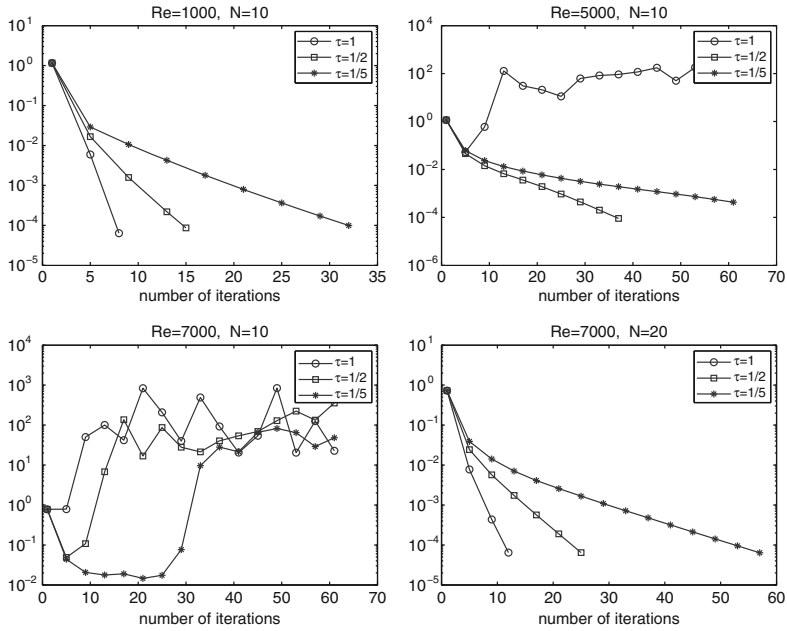 Re=1000, N=10
10^1
10^0
10^−1
10^−2
10^−3
10^−4
10^−5
0 5 10 15 20 25 30 35
number of iterations
τ=1
τ=1/2
τ=1/5
Re=5000, N=10
10^4
10^2
10^0
10^−2
10^−4
10^−6
0 10 20 30 40 50 60 70
number of iterations
τ=1
τ=1/2
τ=1/5
Re=7000, N=10
10^4
10^3
10^2
10^1
10^0
10^−1
10^−2
0 10 20 30 40 50 60 70
number of iterations
τ=1
τ=1/2
τ=1/5
Re=7000, N=20
10^1
10^0
10^−1
10^−2
10^−3
10^−4
10^−5
0 10 20 30 40 50 60
number of iterations
τ=1
τ=1/2
τ=1/5